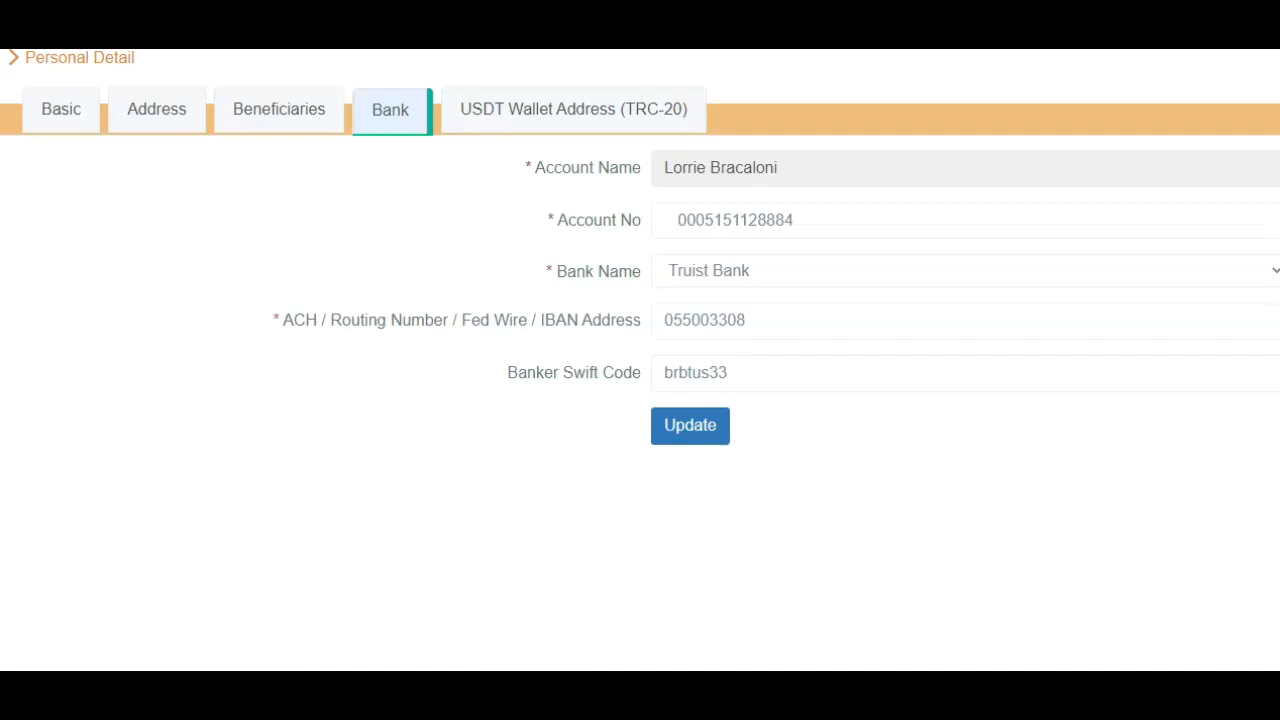 Personal Detail
Basic Address Beneficiaries Bank USDT Wallet Address (TRC-20)
* Account Name Lorrie Bracaloni
* Account No 0005151128884
* Bank Name Truist Bank
* ACH / Routing Number / Fed Wire / IBAN Address 055003308
Banker Swift Code brbtus33
Update